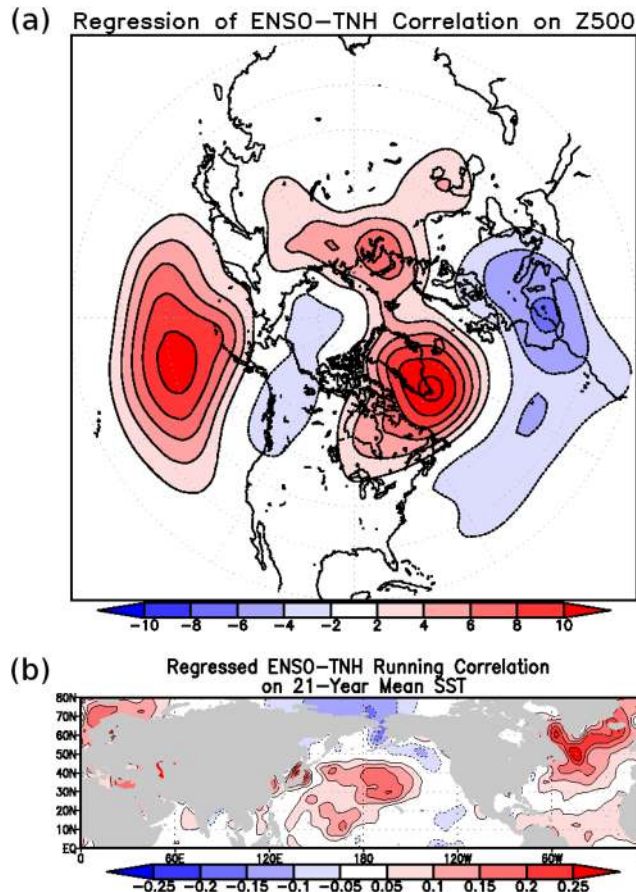 (a) Regression of ENSO-TNH Correlation on Z500
-10 -8 -6 -4 -2 2 4 6 8 10
(b) Regressed ENSO-TNH Running Correlation
on 21-Year Mean SST
80N
70N
60N
50N
40N
30N
20N
10N
EQ
0 60E 120E 180 120W 60W
-0.25 -0.2 -0.15 -0.1 -0.05 0.05 0.1 0.15 0.2 0.25